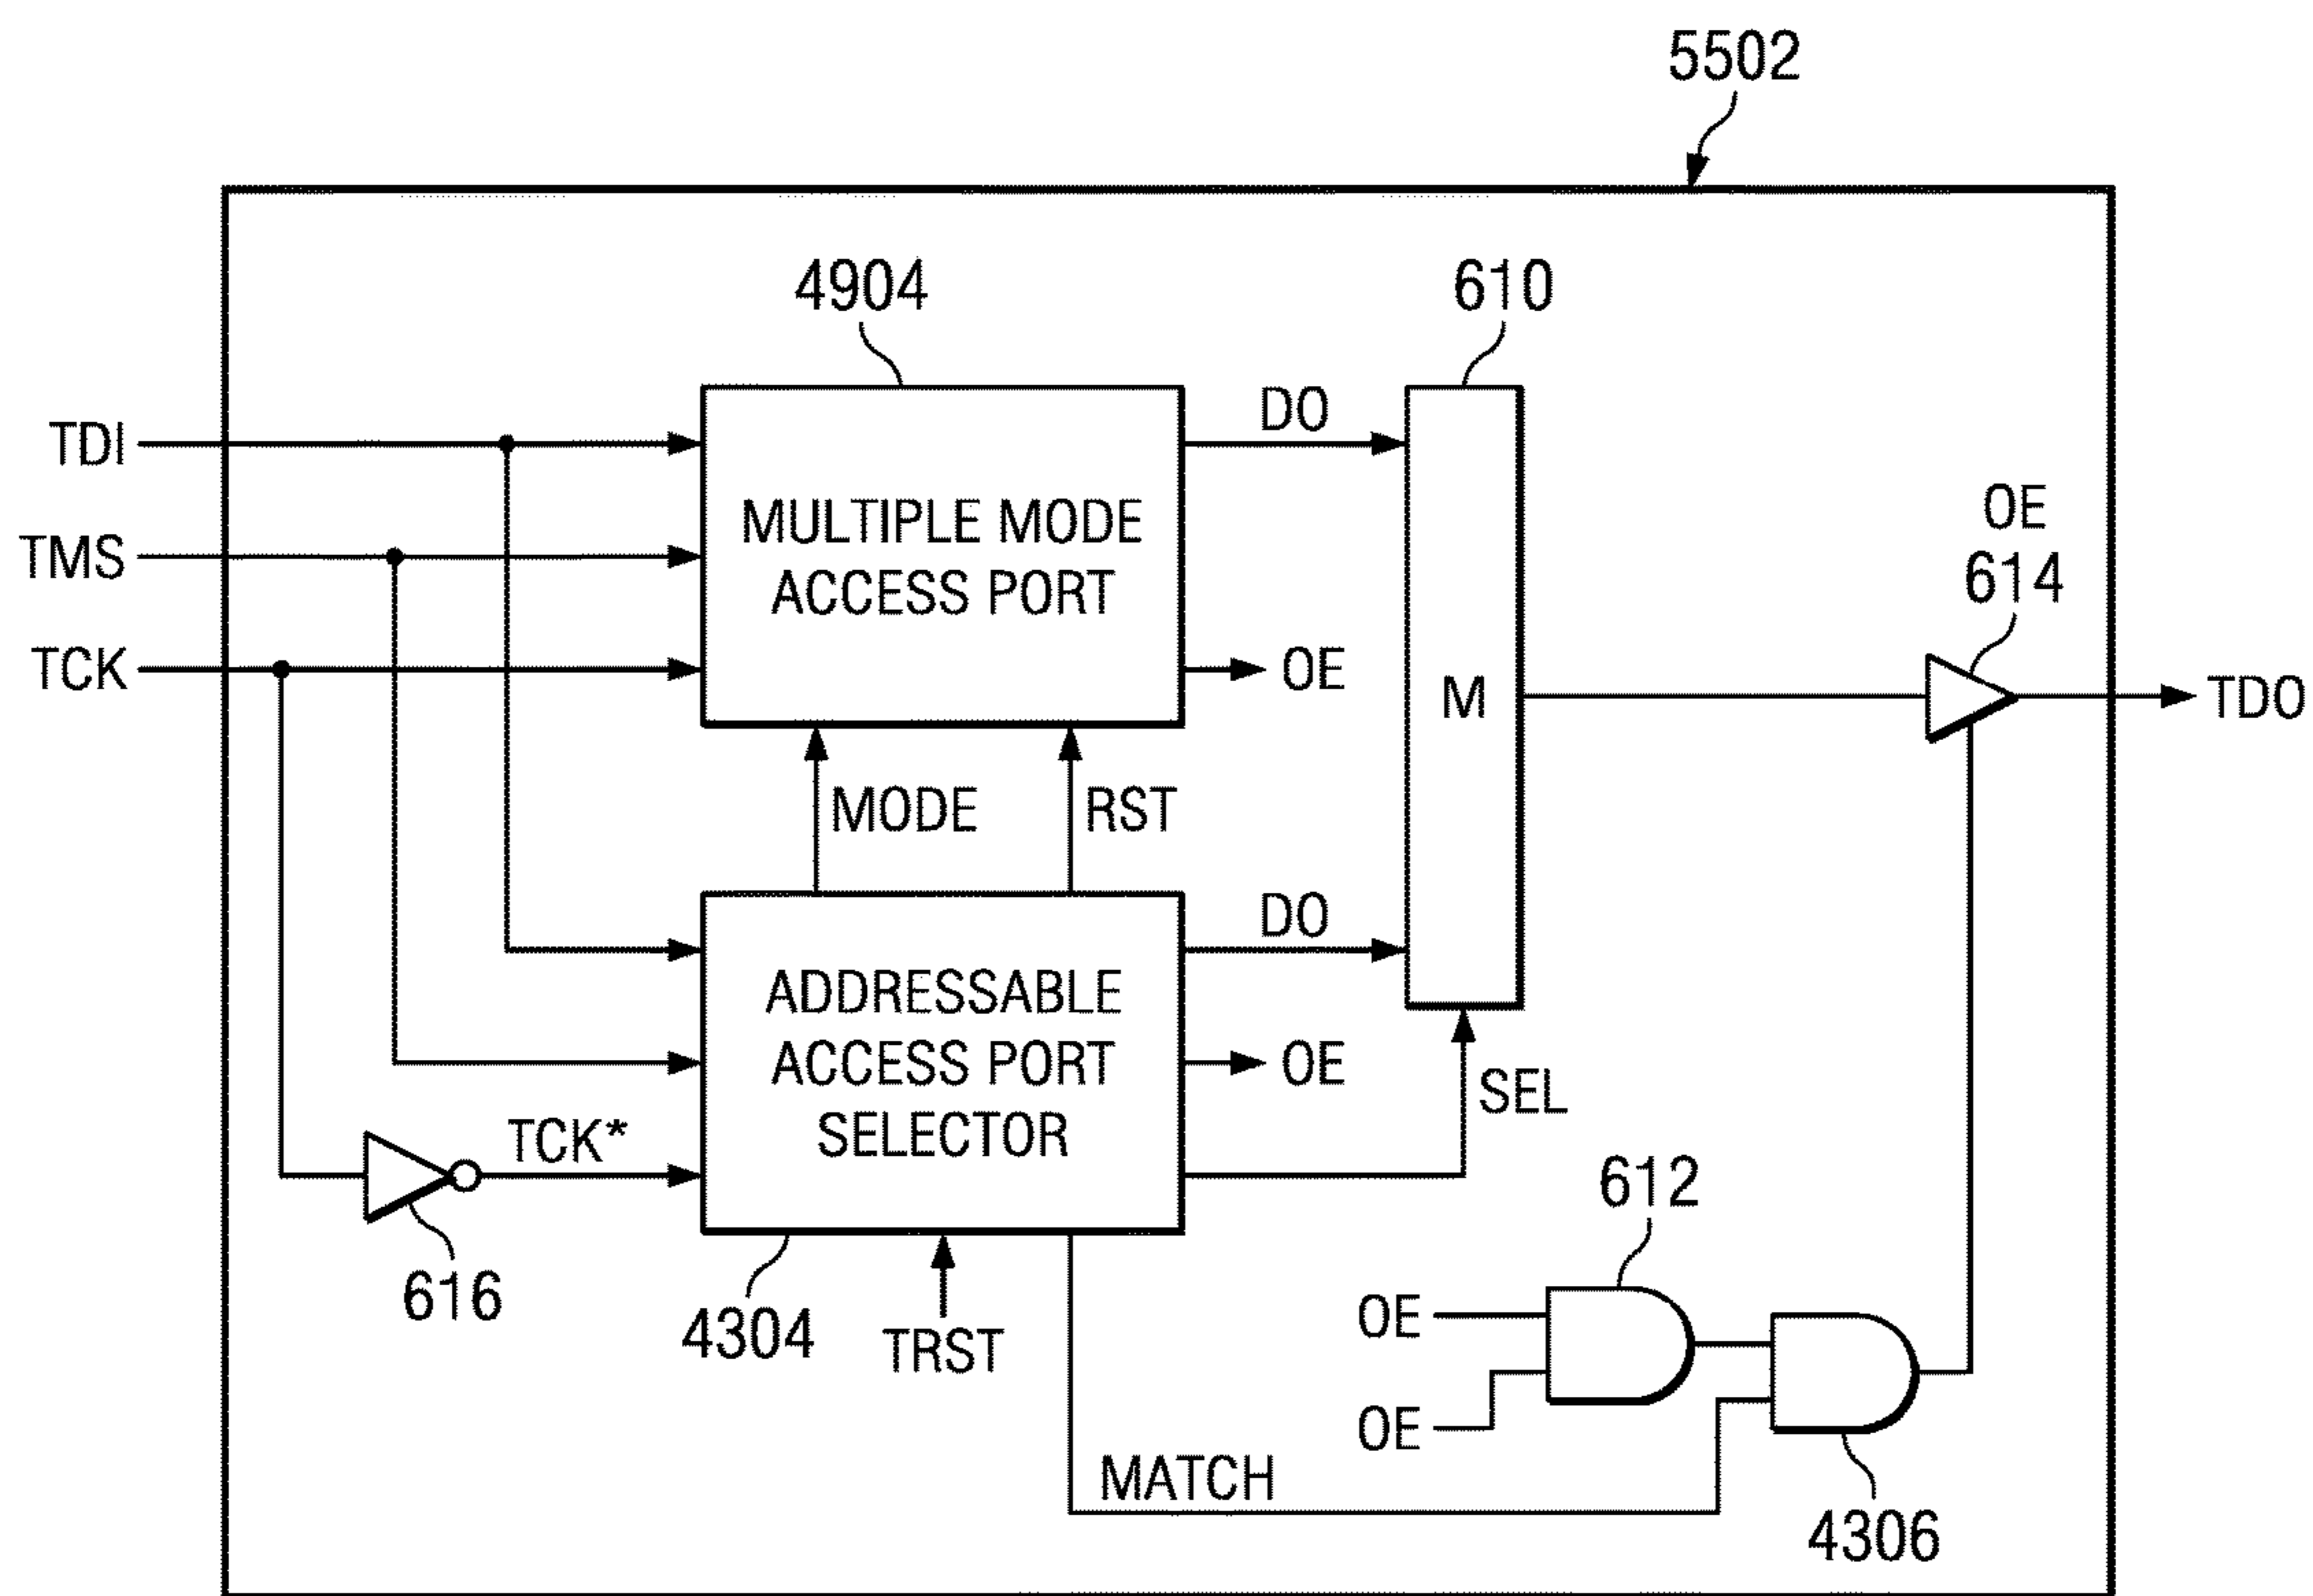 5502
4904
610
TDI
DO
OE
614
MULTIPLE MODE
ACCESS PORT
TMS
TCK
OE
M
TDO
MODE
RST
DO
ADDRESSABLE
ACCESS PORT
SELECTOR
OE
SEL
TCK*
616
4304
TRST
612
OE
OE
MATCH
4306